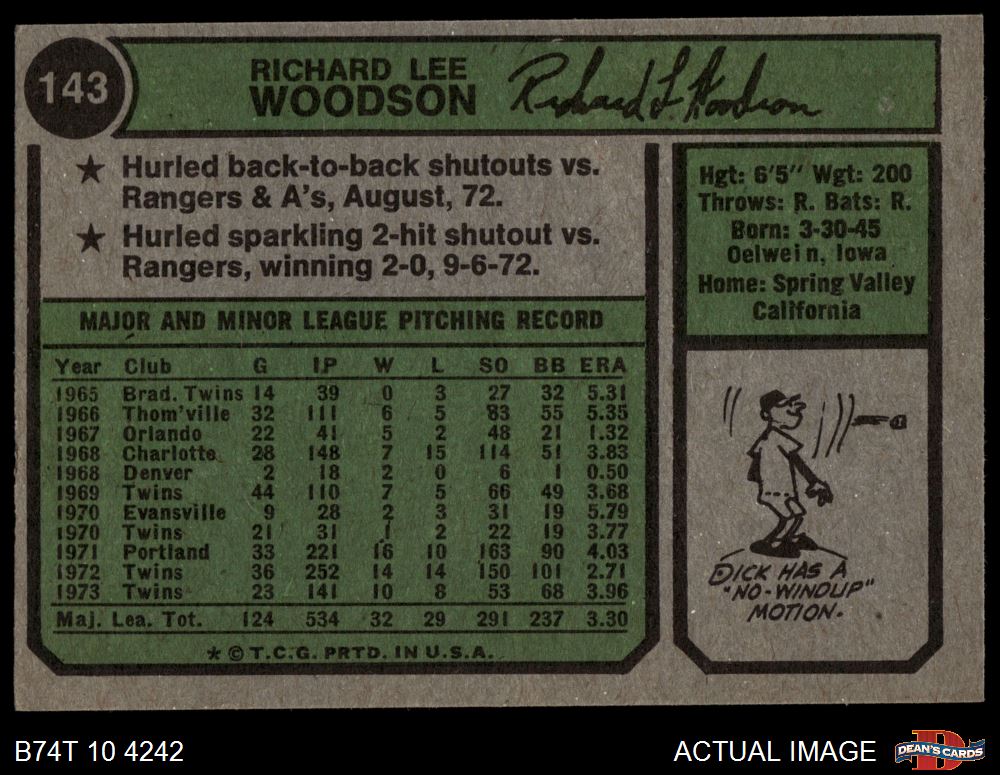 143
RICHARD LEE
WOODSON
Richard L Woodson
★ Hurled back-to-back shutouts vs.
Rangers & A's, August, 72.
★ Hurled sparkling 2-hit shutout vs.
Rangers, winning 2-0, 9-6-72.
Hgt: 6'5" Wgt: 200
Throws: R. Bats: R.
Born: 3-30-45
Oelwein, Iowa
Home: Spring Valley
California
MAJOR AND MINOR LEAGUE PITCHING RECORD
Year Club G IP W L SO BB ERA
1965 Brad. Twins 14 39 0 3 27 32 5.31
1966 Thom'ville 32 111 6 5 83 55 5.35
1967 Orlando 22 41 5 2 48 21 1.32
1968 Charlotte 28 148 7 15 114 51 3.83
1968 Denver 2 18 2 0 6 1 0.50
1969 Twins 44 110 7 5 66 49 3.68
1970 Evansville 9 28 2 3 31 19 5.79
1970 Twins 21 31 1 2 22 19 3.77
1971 Portland 33 221 16 10 163 90 4.03
1972 Twins 36 252 14 14 150 101 2.71
1973 Twins 23 141 10 8 53 68 3.96
Maj. Lea. Tot. 124 534 32 29 291 237 3.30
★ © T.C.G. PRTD. IN U.S.A.
DICK HAS A
"NO-WINDUP"
MOTION.
B74T 10 4242
ACTUAL IMAGE
D
DEAN'S CARDS